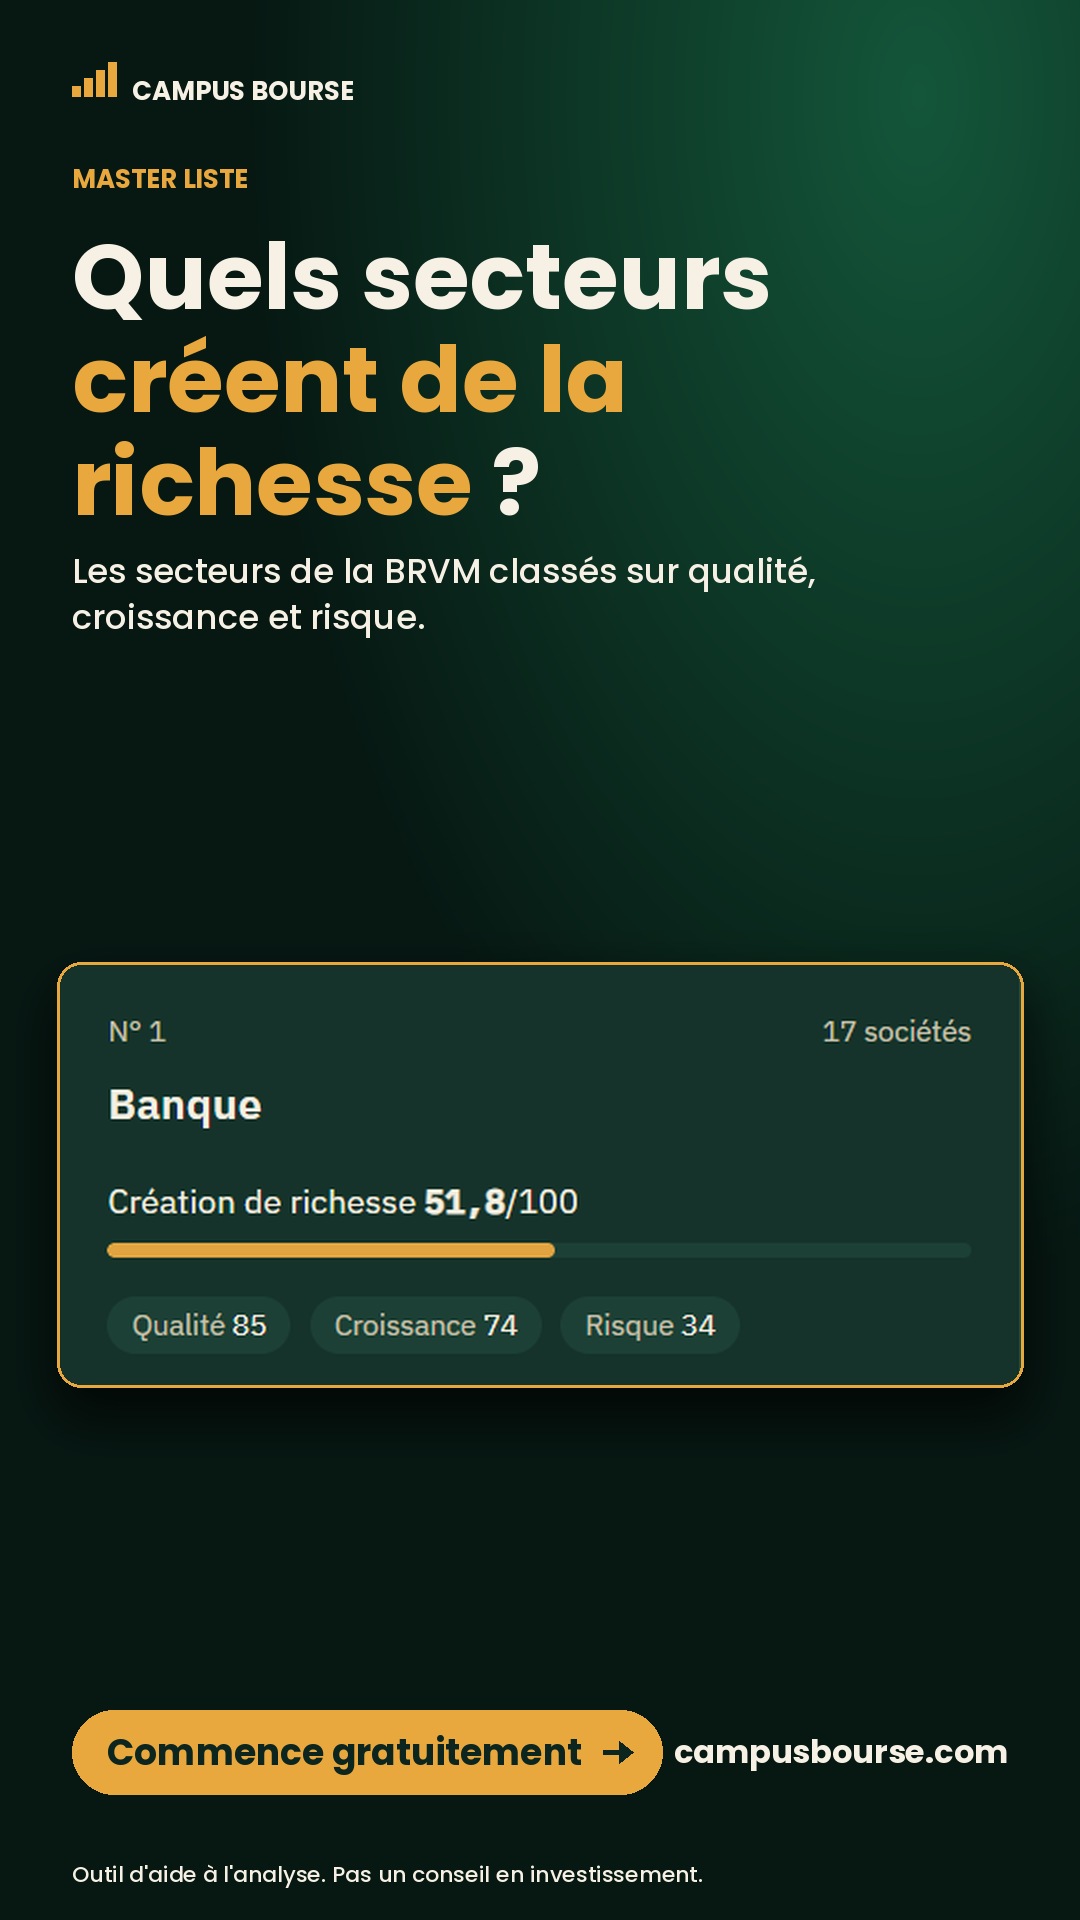 CAMPUS BOURSE
MASTER LISTE
Quels secteurs
créent de la
richesse ?
Les secteurs de la BRVM classés sur qualité,
croissance et risque.
N° 1
17 sociétés
Banque
Création de richesse 51,8/100
Qualité 85
Croissance 74
Risque 34
Commence gratuitement →
campusbourse.com
Outil d'aide à l'analyse. Pas un conseil en investissement.